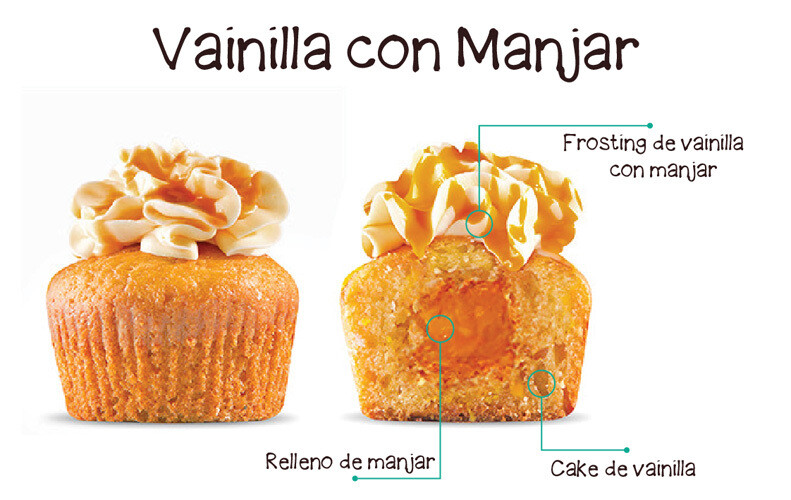 Vainilla con Manjar
Frosting de vainilla
con manjar
Relleno de manjar
Cake de vainilla